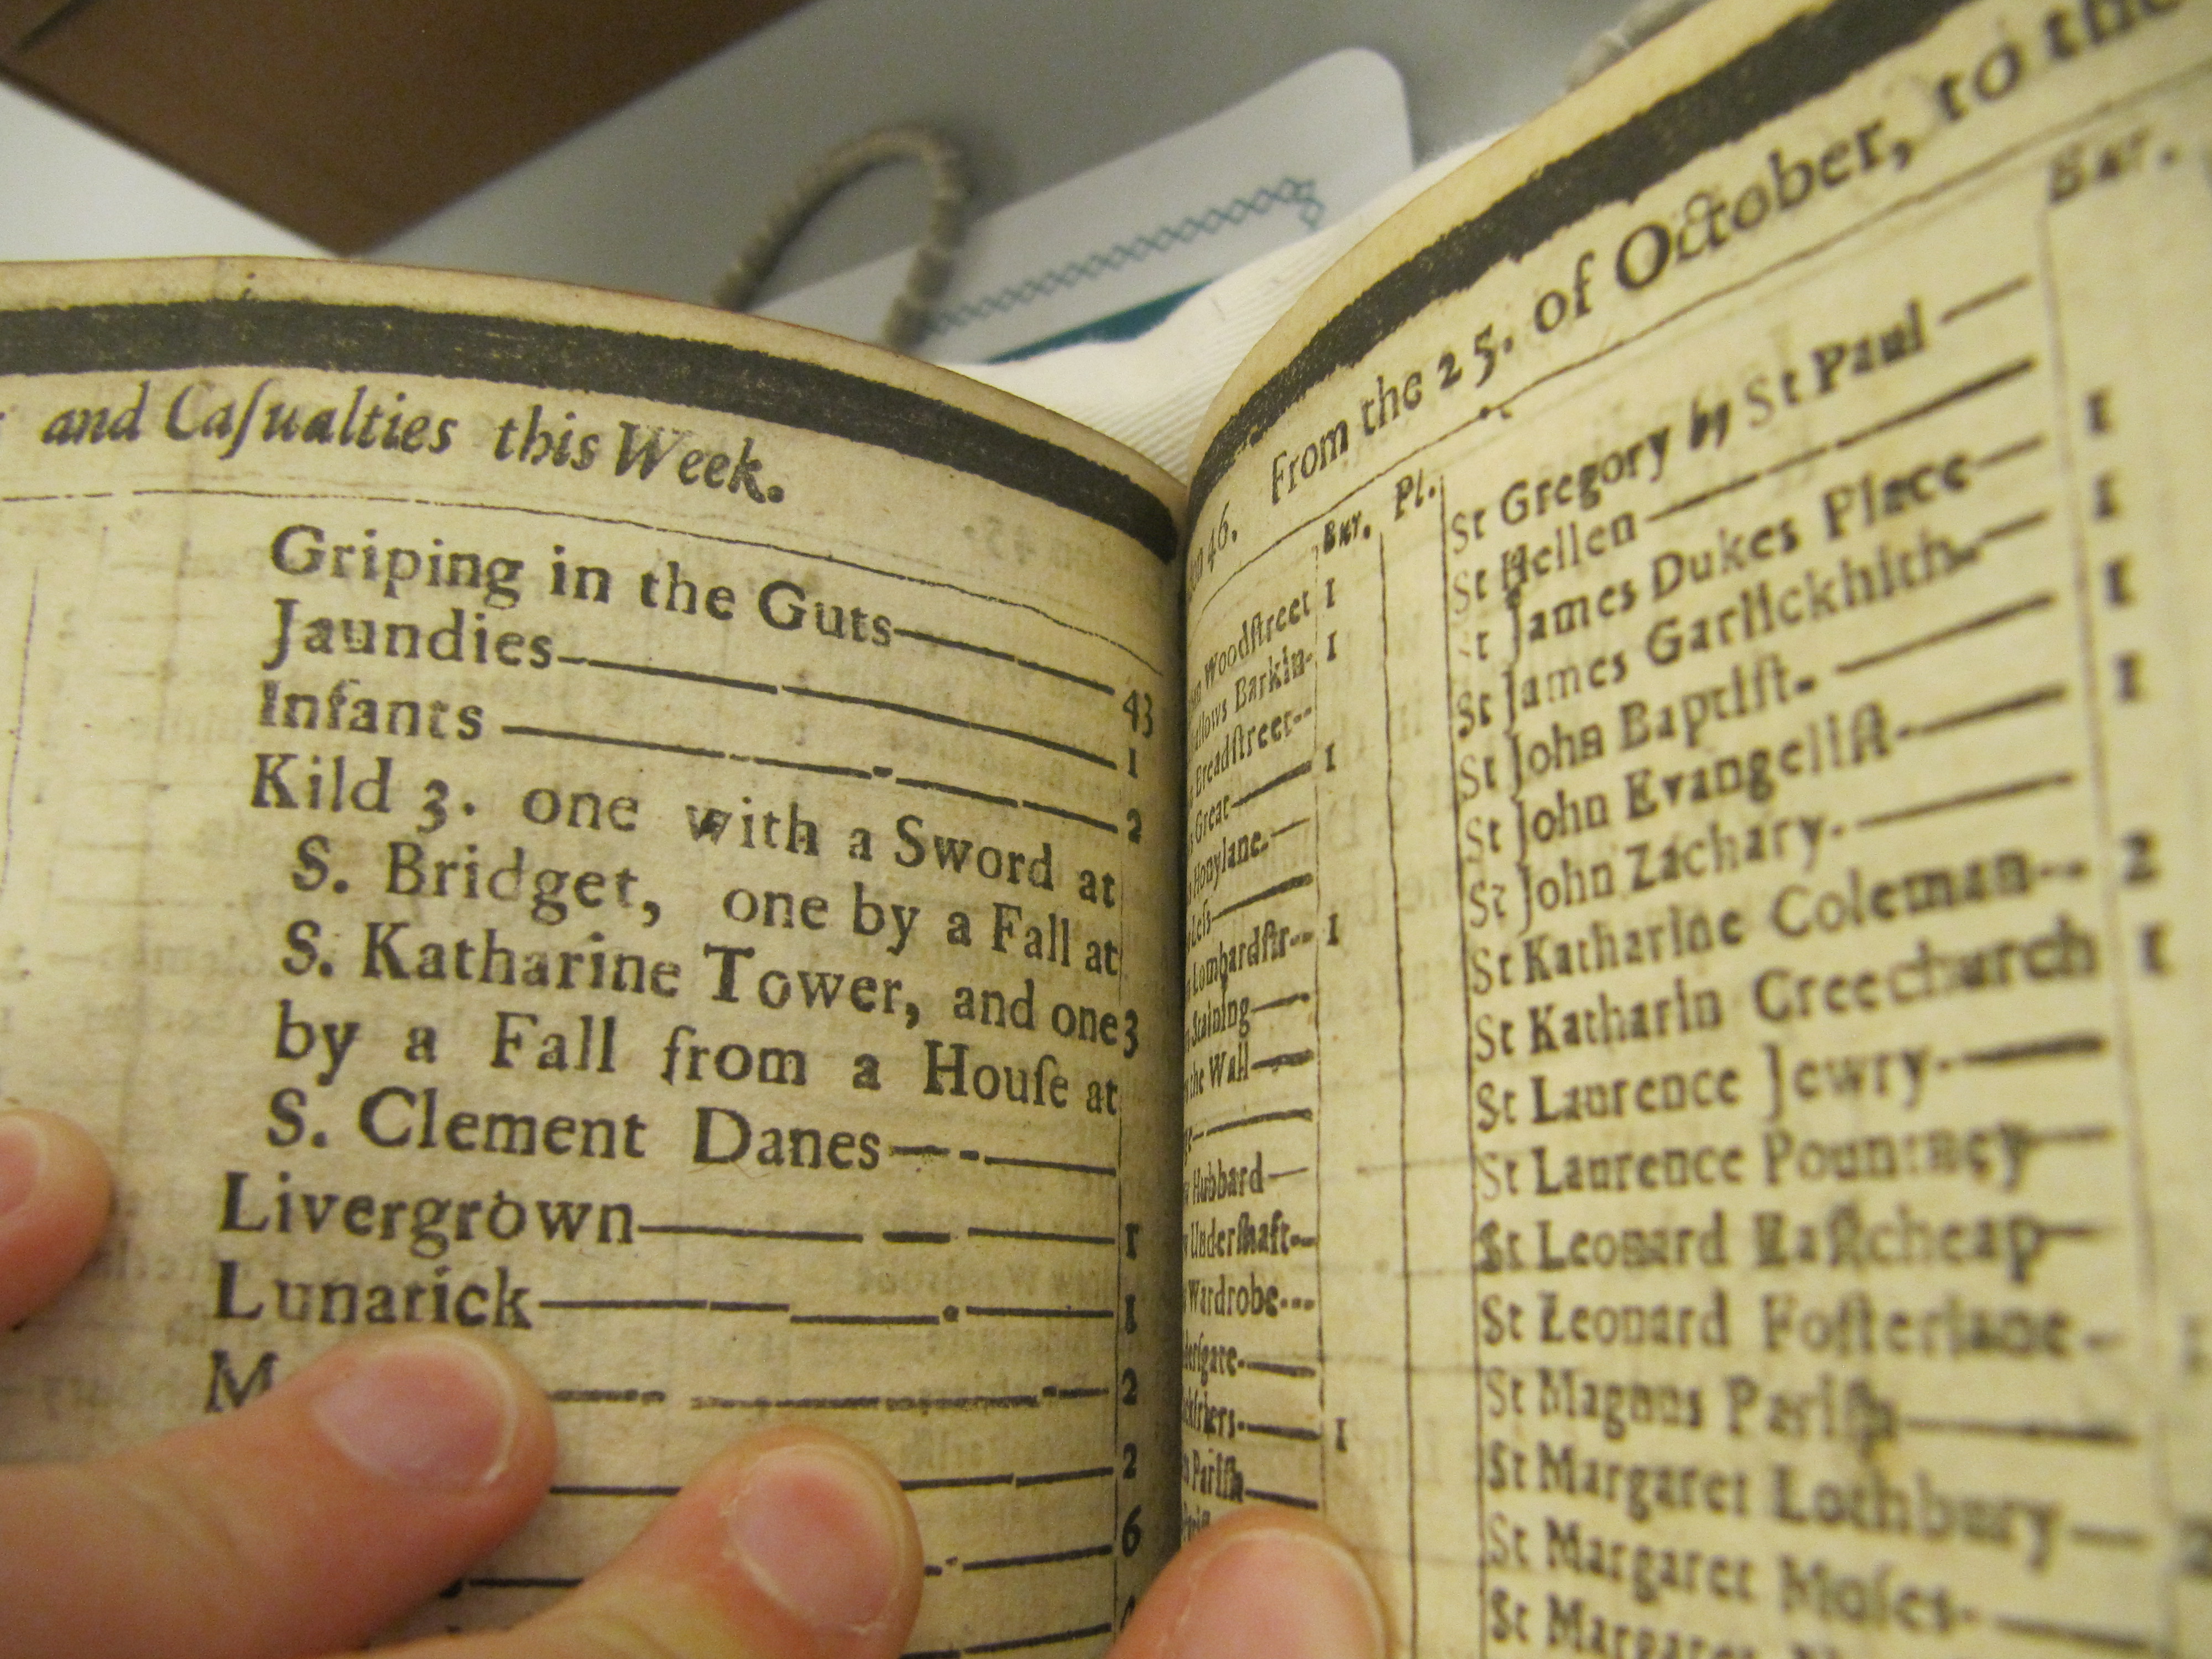 and Caſualties this Week.
Griping in the Guts 43
Jaundies 1
Infants 2
Kild 3. one with a Sword at
S. Bridget, one by a Fall at
S. Katharine Tower, and one 3
by a Fall from a Houſe at
S. Clement Danes
Livergrown 1
Lunatick 1
2
2
6
46. From the 25. of October, to the
Bur. Pl.
Woodſtreet 1
Barkin 1
Breadſtreet
Great 1
Honylane
Leſs
Lombardſtr 1
Staining
the Wall
Hubbard
Underſhaft
Wardrobe
1
Pariſh
Bur.
St Gregory by St Paul
St Hellen
St James Dukes Place 1
St James Garlickhith 1
St John Baptiſt 1
St John Evangeliſt 1
St John Zachary
St Katharine Coleman 2
St Katharin Creechurch 1
St Laurence Jewry
St Laurence Pountney
St Leonard Eaſtcheap
St Leonard Foſterlane
St Magnus Pariſh
St Margaret Lothbury
St Margaret Moſes
St Margaret